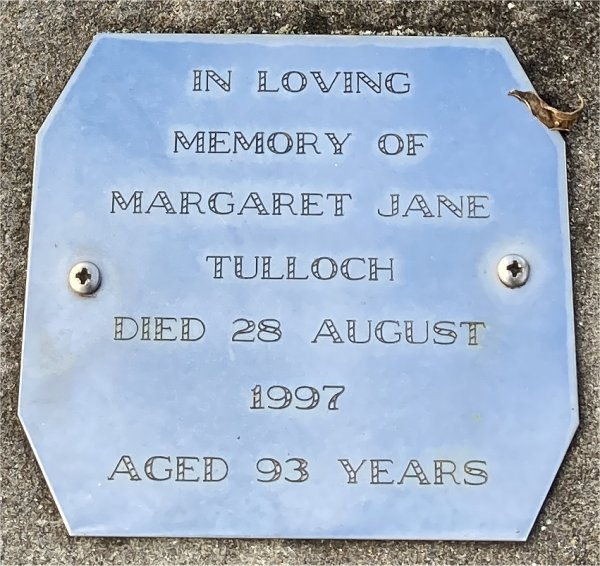 IN LOVING
MEMORY OF
MARGARET JANE
TULLOCH
DIED 28 AUGUST
1997
AGED 93 YEARS